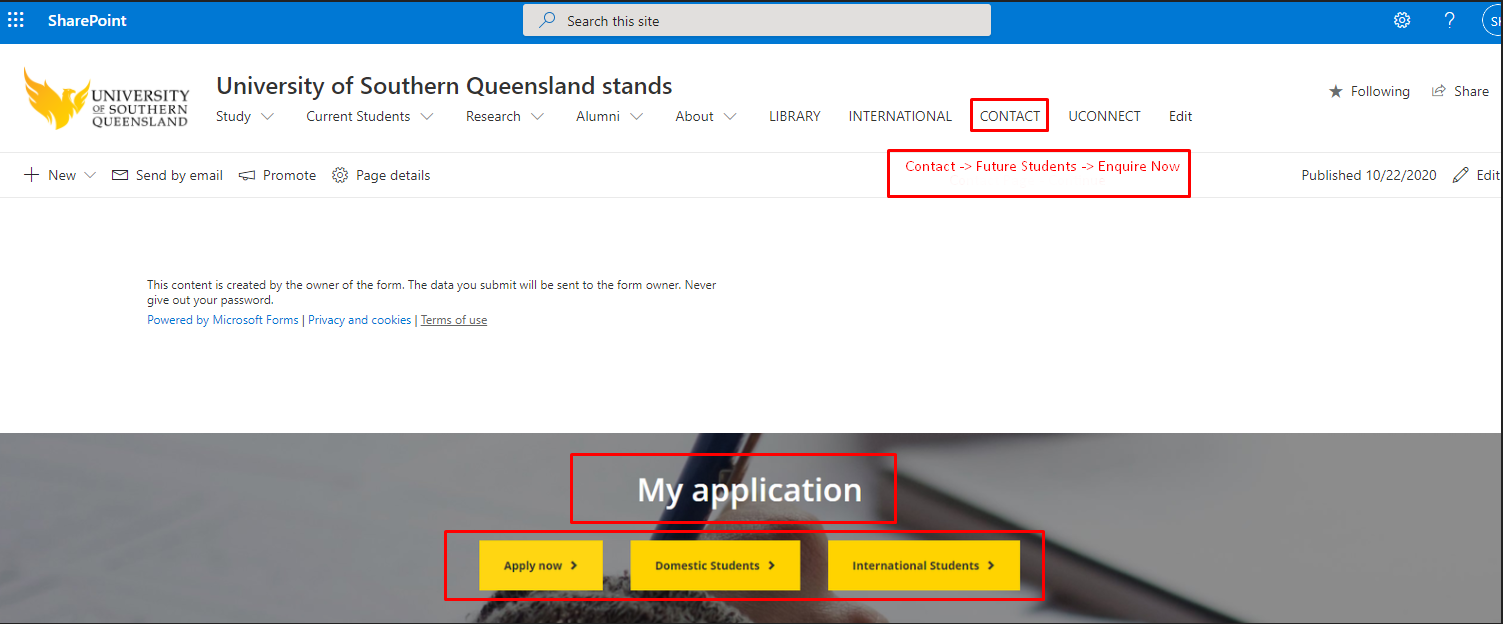 SharePoint
Search this site
?
UNIVERSITY
OF SOUTHERN
QUEENSLAND
University of Southern Queensland stands
Following
Share
Study
Current Students
Research
Alumni
About
LIBRARY
INTERNATIONAL
CONTACT
UCONNECT
Edit
New
Send by email
Promote
Page details
Contact -> Future Students -> Enquire Now
Published 10/22/2020
Edit
This content is created by the owner of the form. The data you submit will be sent to the form owner. Never
give out your password.
Powered by Microsoft Forms | Privacy and cookies | Terms of use
My application
Apply now >
Domestic Students >
International Students >